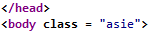 </head>
<body class = "asie">